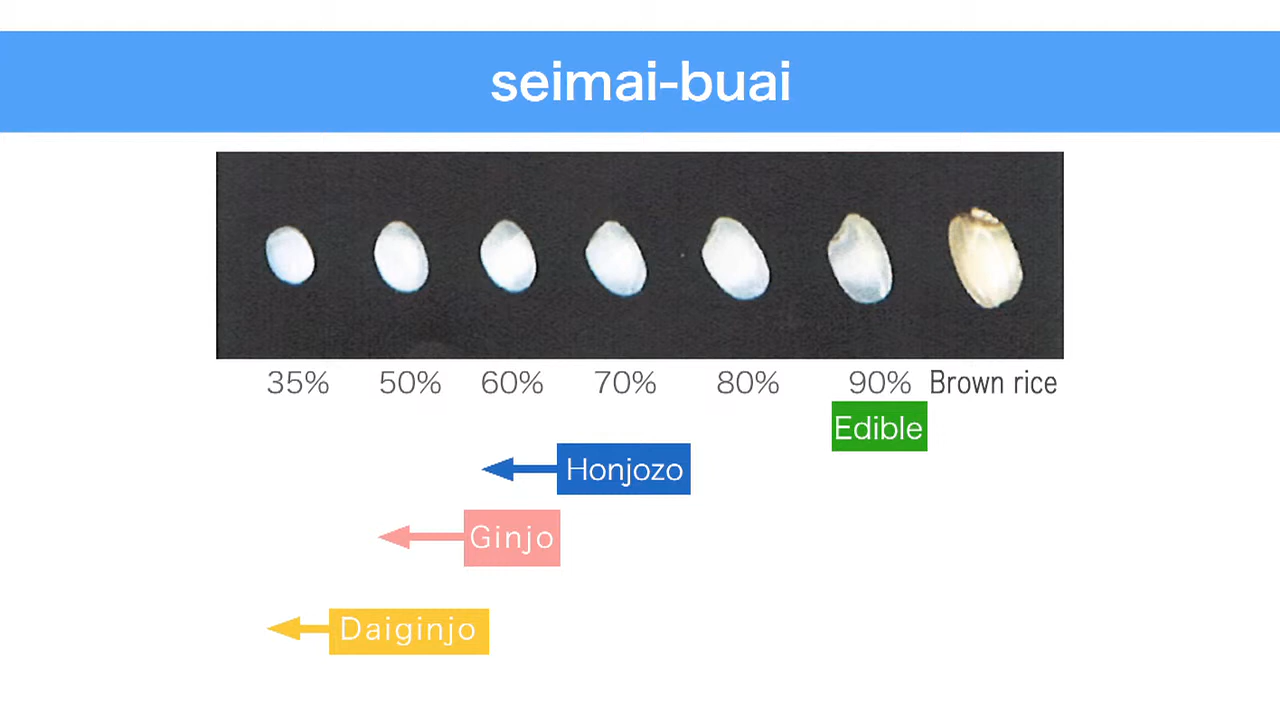 seimai-buai
35% 50% 60% 70% 80% 90% Brown rice
Edible
Honjozo
Ginjo
Daiginjo